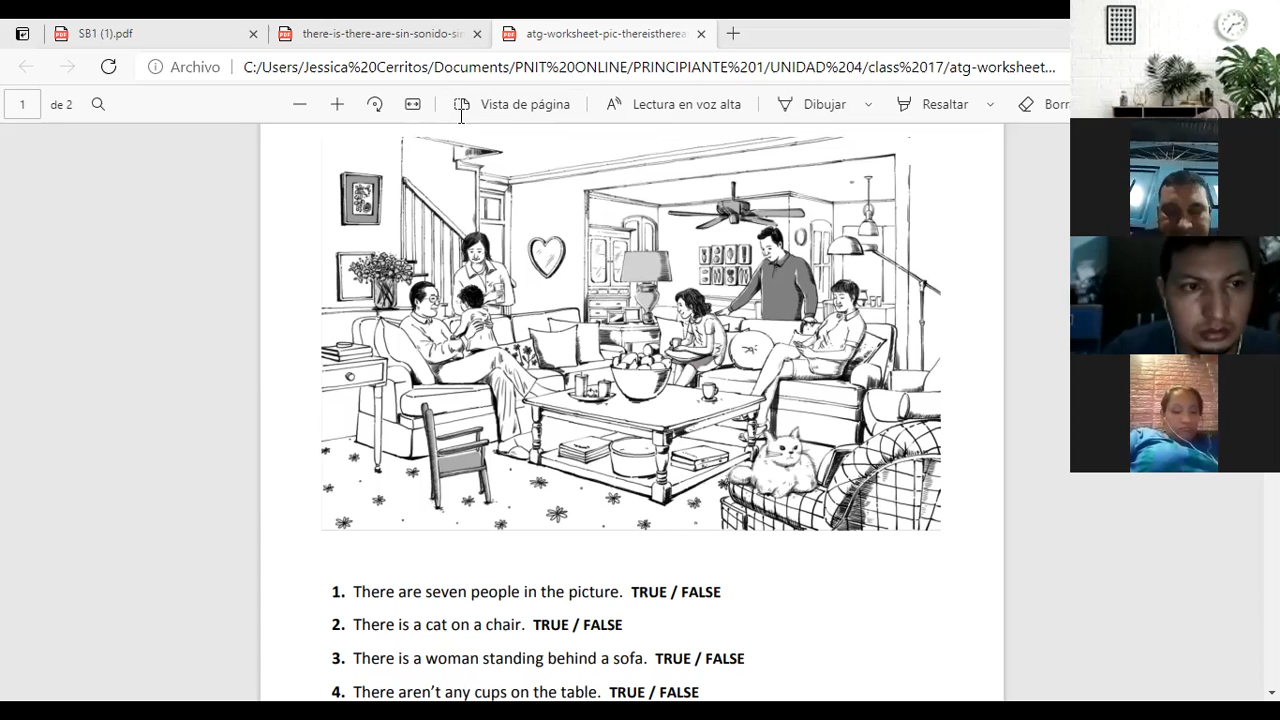 SB1 (1).pdf
there-is-there-are-sin-sonido-si
atg-worksheet-pic-thereisthere
Archivo C:/Users/Jessica%20Cerritos/Documents/PNIT%20ONLINE/PRINCIPIANTE%201/UNIDAD%204/class%2017/atg-worksheet...
1 de 2 Vista de página Lectura en voz alta Dibujar Resaltar Borr
1. There are seven people in the picture. TRUE / FALSE
2. There is a cat on a chair. TRUE / FALSE
3. There is a woman standing behind a sofa. TRUE / FALSE
4. There aren't any cups on the table. TRUE / FALSE